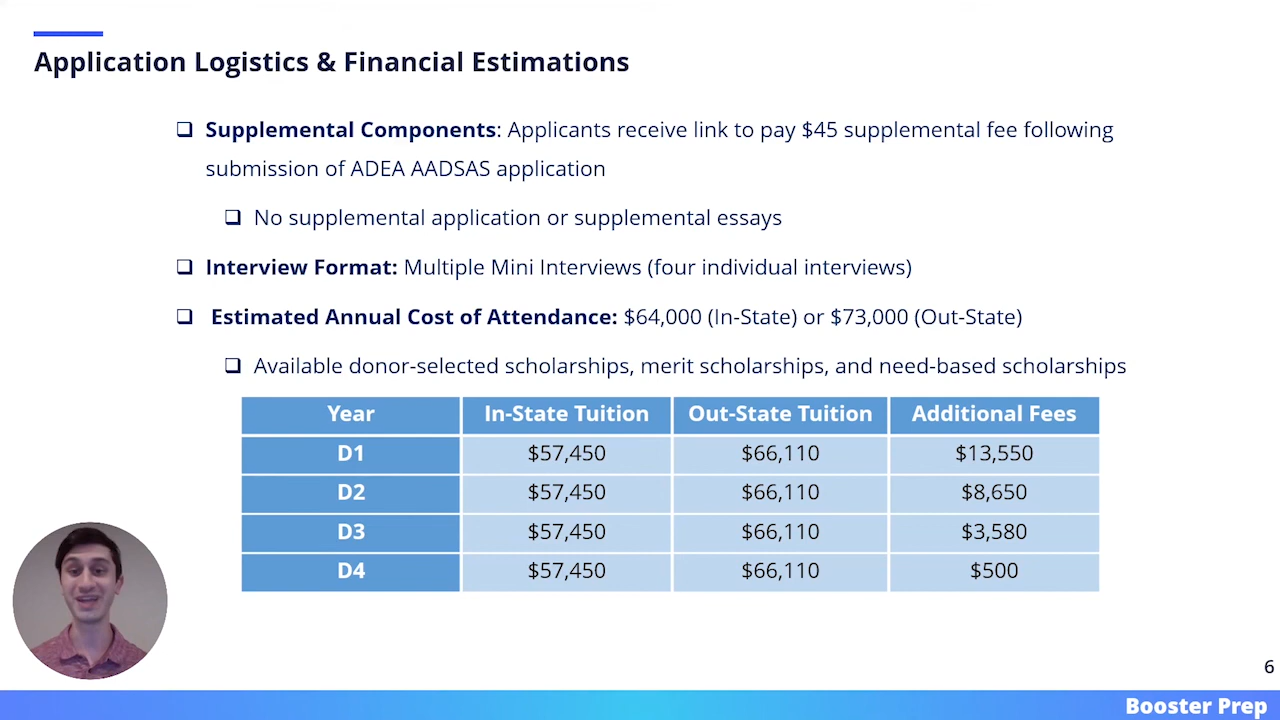 Application Logistics & Financial Estimations
❑ Supplemental Components: Applicants receive link to pay $45 supplemental fee following
submission of ADEA AADSAS application
❑ No supplemental application or supplemental essays
❑ Interview Format: Multiple Mini Interviews (four individual interviews)
❑ Estimated Annual Cost of Attendance: $64,000 (In-State) or $73,000 (Out-State)
❑ Available donor-selected scholarships, merit scholarships, and need-based scholarships
Year In-State Tuition Out-State Tuition Additional Fees
D1 $57,450 $66,110 $13,550
D2 $57,450 $66,110 $8,650
D3 $57,450 $66,110 $3,580
D4 $57,450 $66,110 $500
6
Booster Prep